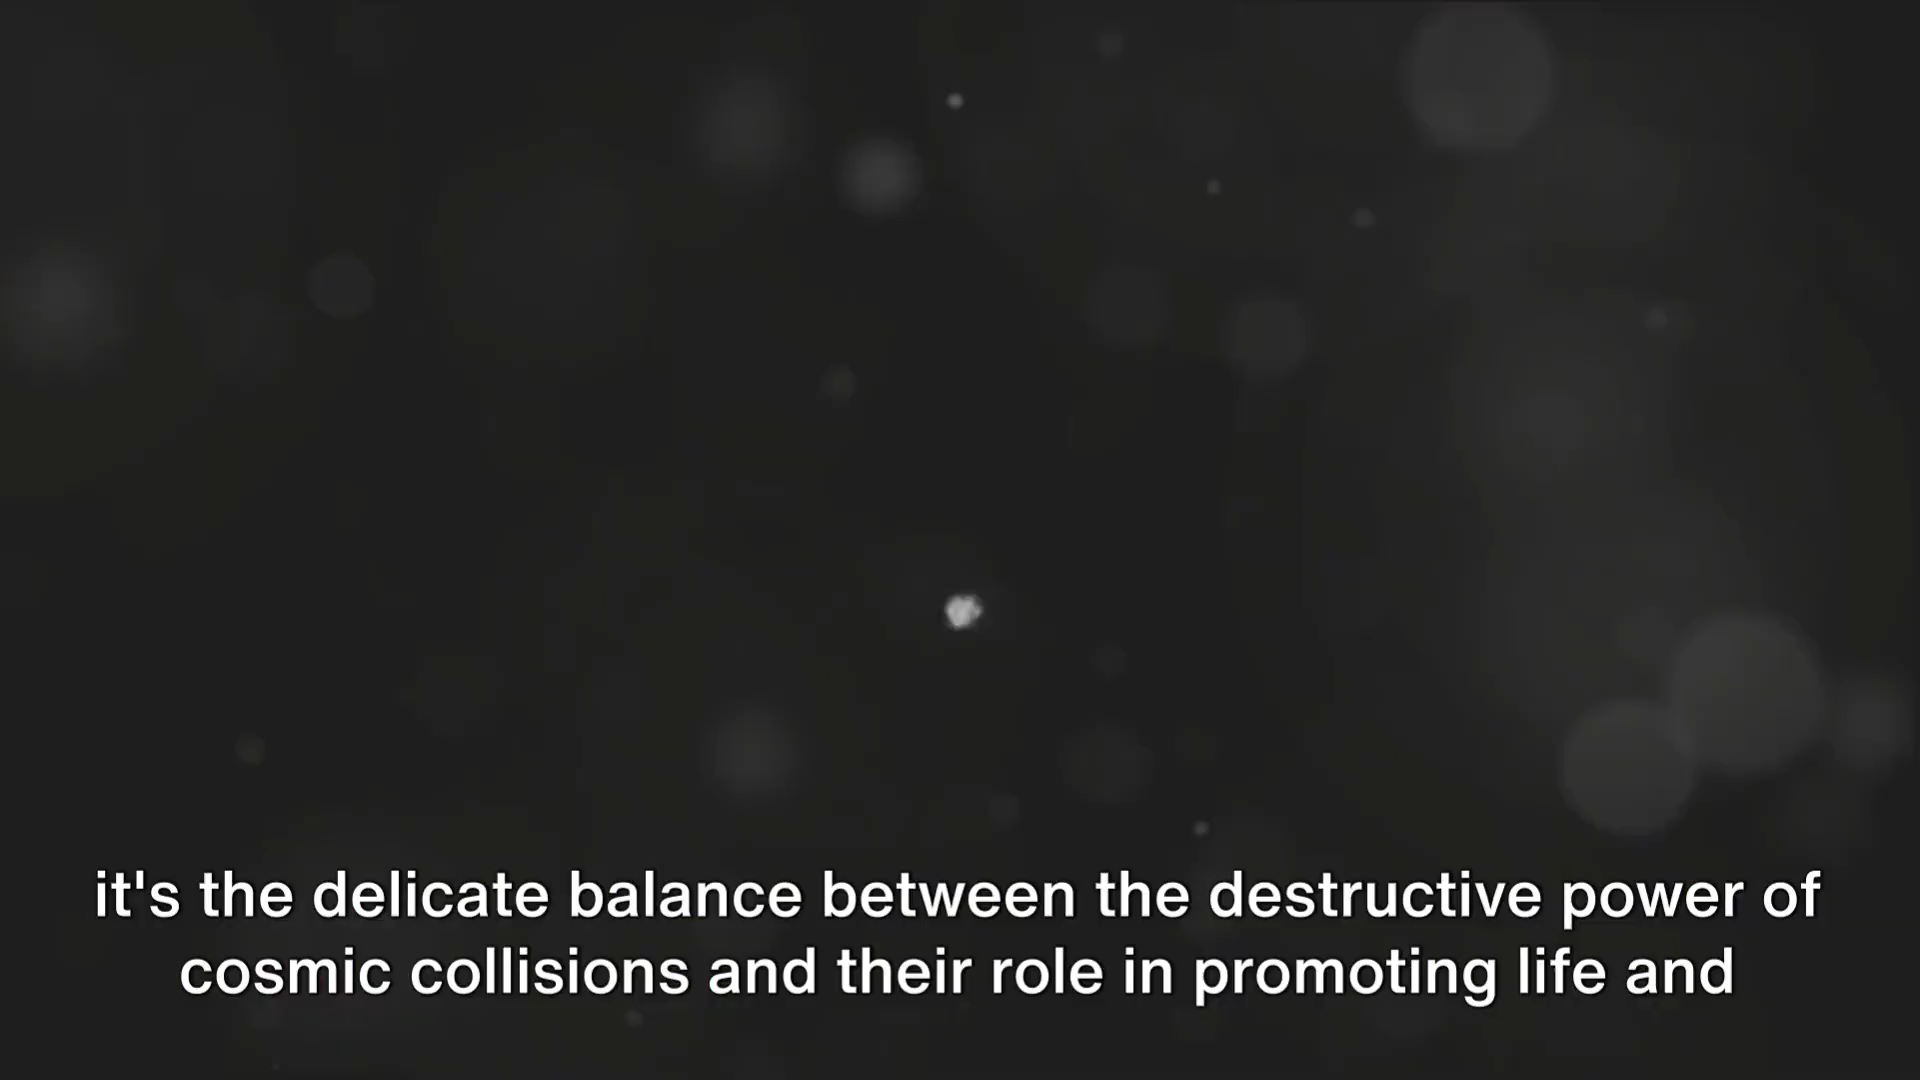 it's the delicate balance between the destructive power of
cosmic collisions and their role in promoting life and